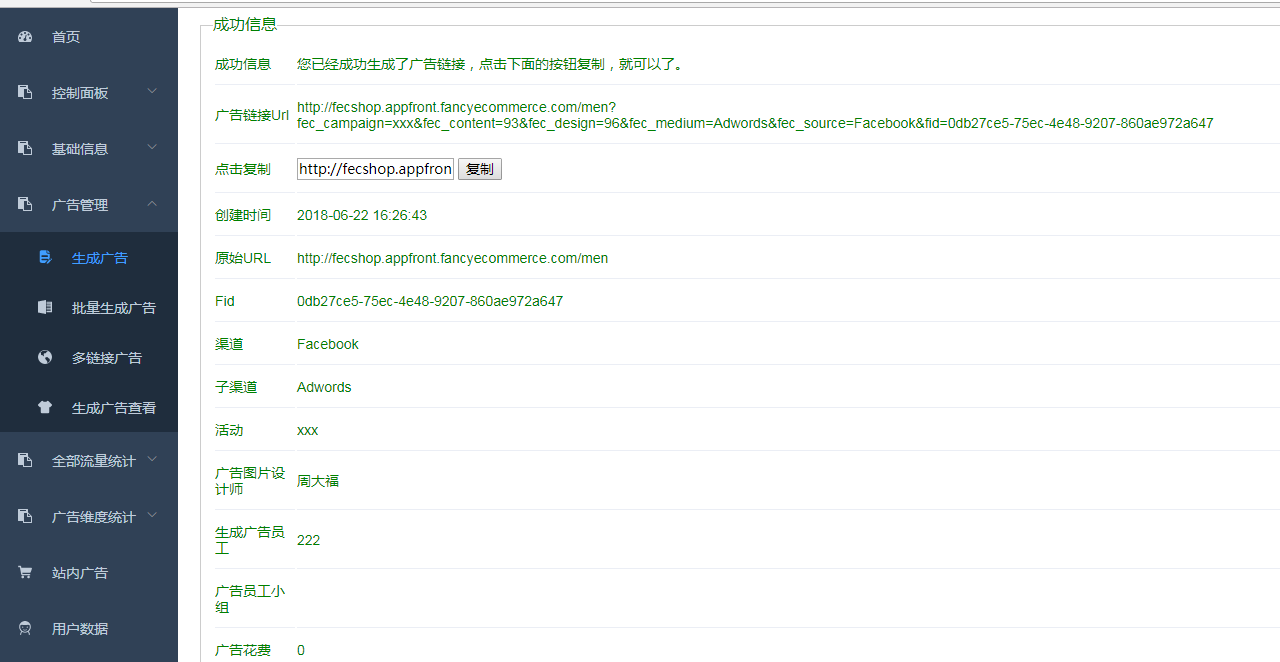 首页
控制面板
基础信息
广告管理
生成广告
批量生成广告
多链接广告
生成广告查看
全部流量统计
广告维度统计
站内广告
用户数据
成功信息
成功信息 您已经成功生成了广告链接，点击下面的按钮复制，就可以了。
广告链接Url http://fecshop.appfront.fancyecommerce.com/men?
fec_campaign=xxx&fec_content=93&fec_design=96&fec_medium=Adwords&fec_source=Facebook&fid=0db27ce5-75ec-4e48-9207-860ae972a647
点击复制 http://fecshop.appfron 复制
创建时间 2018-06-22 16:26:43
原始URL http://fecshop.appfront.fancyecommerce.com/men
Fid 0db27ce5-75ec-4e48-9207-860ae972a647
渠道 Facebook
子渠道 Adwords
活动 xxx
广告图片设
计师
周大福
生成广告员
工
222
广告员工小
组
广告花费 0